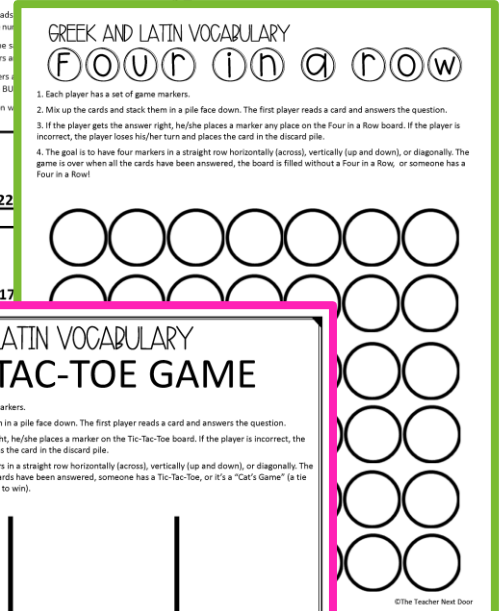 GREEK AND LATIN VOCABULARY
Four in a row
1. Each player has a set of game markers.
2. Mix up the cards and stack them in a pile face down. The first player reads a card and answers the question.
3. If the player gets the answer right, he/she places a marker any place on the Four in a Row board. If the player is
incorrect, the player loses his/her turn and places the card in the discard pile.
4. The goal is to have four markers in a straight row horizontally (across), vertically (up and down), or diagonally. The
game is over when all the cards have been answered, the board is filled without a Four in a Row, or someone has a
Four in a Row!
22
17
LATIN VOCABULARY
TAC-TOE GAME
arkers.
in a pile face down. The first player reads a card and answers the question.
ht, he/she places a marker on the Tic-Tac-Toe board. If the player is incorrect, the
s the card in the discard pile.
rs in a straight row horizontally (across), vertically (up and down), or diagonally. The
ards have been answered, someone has a Tic-Tac-Toe, or it's a "Cat's Game" (a tie
to win).
©The Teacher Next Door